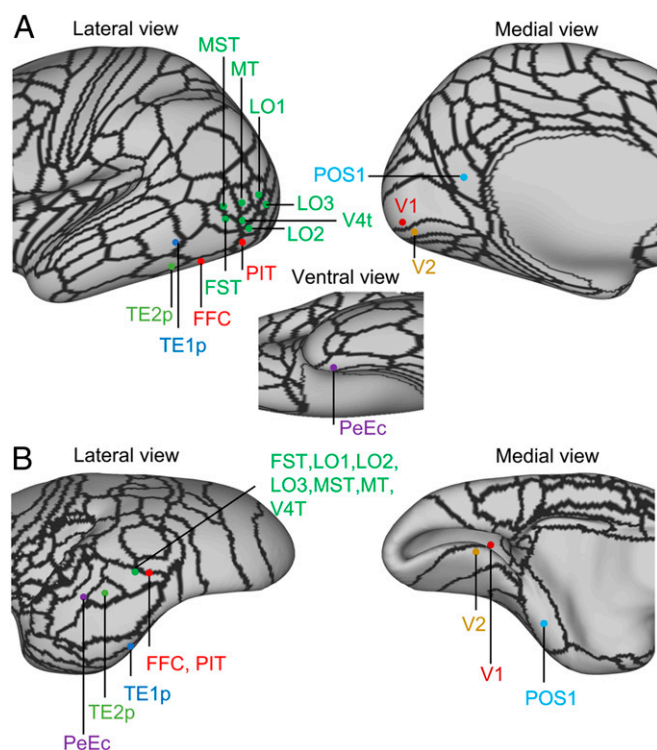 A
Lateral view
Medial view
MST
MT
LO1
LO3
V4t
LO2
PIT
FST
FFC
TE2p
TE1p
POS1
V1
V2
Ventral view
PeEc
B
Lateral view
Medial view
FST,LO1,LO2,
LO3,MST,MT,
V4T
FFC, PIT
TE1p
TE2p
PeEc
V2
V1
POS1